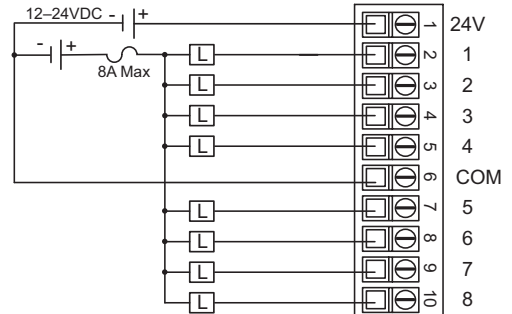 12–24VDC - + 1 24V
- + 8A Max L 2 1
L 3 2
L 4 3
L 5 4
6 COM
L 7 5
L 8 6
L 9 7
L 10 8